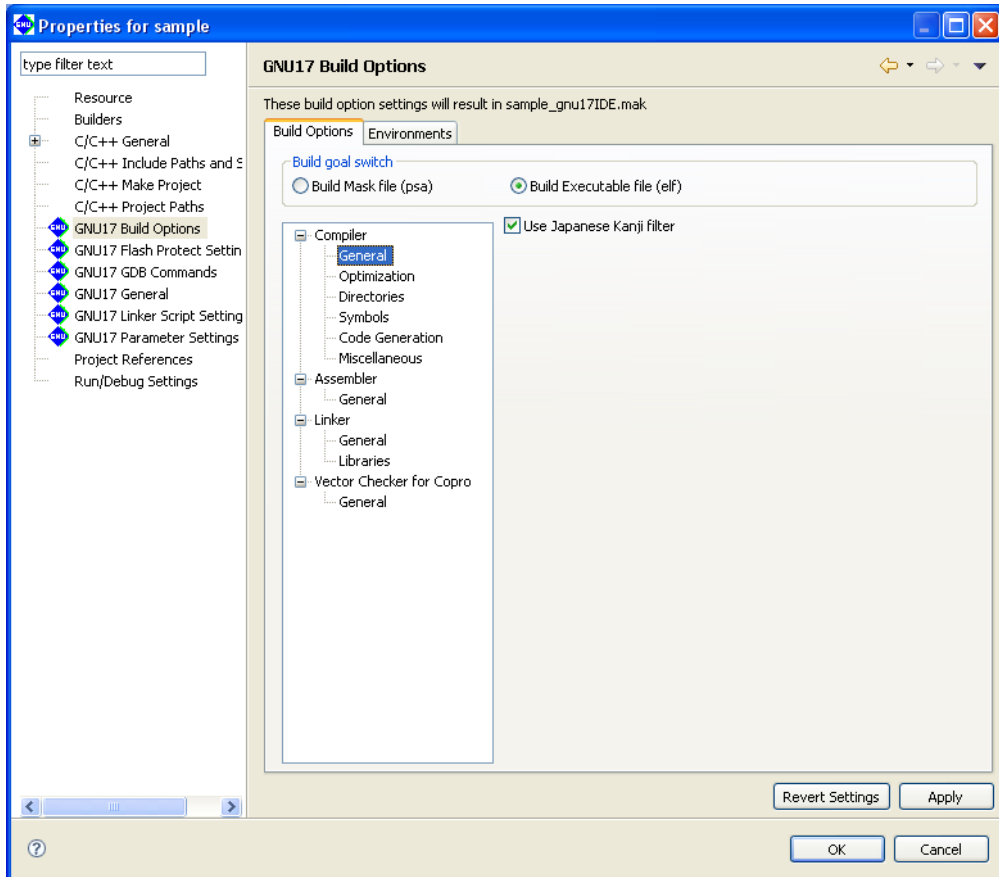 Properties for sample
type filter text
Resource
Builders
C/C++ General
C/C++ Include Paths and S
C/C++ Make Project
C/C++ Project Paths
GNU17 Build Options
GNU17 Flash Protect Settin
GNU17 GDB Commands
GNU17 General
GNU17 Linker Script Setting
GNU17 Parameter Settings
Project References
Run/Debug Settings
GNU17 Build Options
These build option settings will result in sample_gnu17IDE.mak
Build Options Environments
Build goal switch
Build Mask file (psa) Build Executable file (elf)
Compiler
General
Optimization
Directories
Symbols
Code Generation
Miscellaneous
Assembler
General
Linker
General
Libraries
Vector Checker for Copro
General
Use Japanese Kanji filter
Revert Settings Apply
OK Cancel